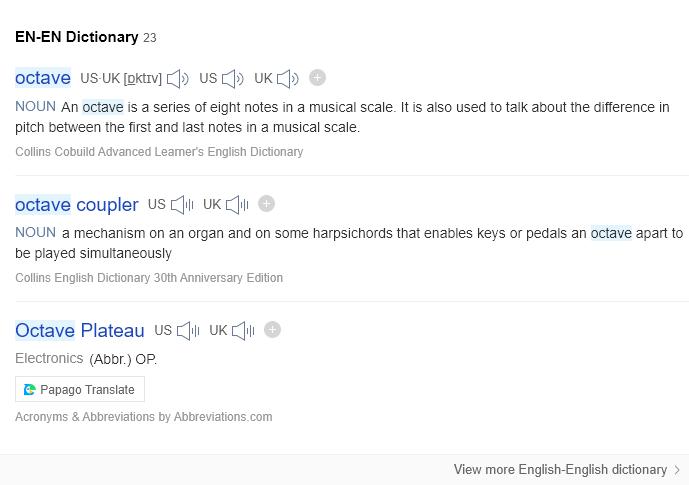 EN-EN Dictionary 23
octave US·UK [ɒktɪv] US UK
NOUN An octave is a series of eight notes in a musical scale. It is also used to talk about the difference in
pitch between the first and last notes in a musical scale.
Collins Cobuild Advanced Learner's English Dictionary
octave coupler US UK
NOUN a mechanism on an organ and on some harpsichords that enables keys or pedals an octave apart to
be played simultaneously
Collins English Dictionary 30th Anniversary Edition
Octave Plateau US UK
Electronics (Abbr.) OP.
Papago Translate
Acronyms & Abbreviations by Abbreviations.com
View more English-English dictionary